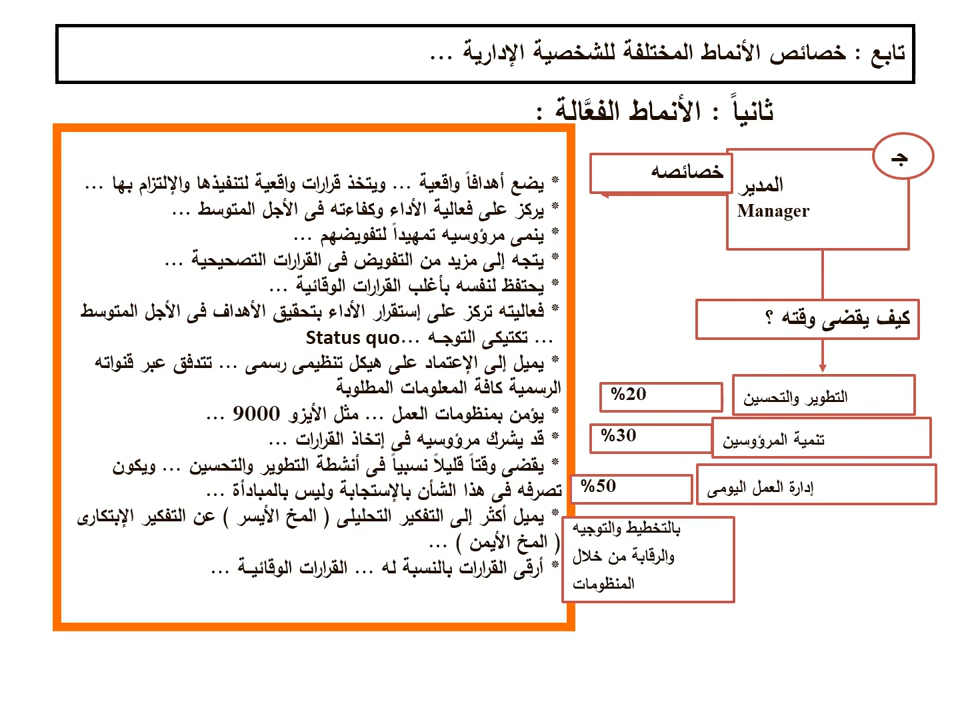 تابع : خصائص الأنماط المختلفة للشخصية الإدارية ...
ثانياً : الأنماط الفعَّالة :
جـ
المدير
Manager
خصائصه
* يضع أهدافاً واقعية ... ويتخذ قرارات واقعية لتنفيذها والإلتزام بها ...
* يركز على فعالية الأداء وكفاءته فى الأجل المتوسط ...
* ينمى مرؤوسيه تمهيداً لتفويضهم ...
* يتجه إلى مزيد من التفويض فى القرارات التصحيحية ...
* يحتفظ لنفسه بأغلب القرارات الوقائية ...
* فعاليته تركز على إستقرار الأداء بتحقيق الأهداف فى الأجل المتوسط
... تكتيكى التوجـه ...Status quo
* يميل إلى الإعتماد على هيكل تنظيمى رسمى ... تتدفق عبر قنواته
الرسمية كافة المعلومات المطلوبة
* يؤمن بمنظومات العمل ... مثل الأيزو 9000 ...
* قد يشرك مرؤوسيه فى إتخاذ القرارات ...
* يقضى وقتاً قليلاً نسبياً فى أنشطة التطوير والتحسين ... ويكون
تصرفه فى هذا الشأن بالإستجابة وليس بالمبادأة ...
* يميل أكثر إلى التفكير التحليلى ( المخ الأيسر ) عن التفكير الإبتكارى
( المخ الأيمن ) ...
* أرقى القرارات بالنسبة له ... القرارات الوقائيـة ...
كيف يقضى وقته ؟
التطوير والتحسين
%20
تنمية المرؤوسين
%30
إدارة العمل اليومى
%50
بالتخطيط والتوجيه
والرقابة من خلال
المنظومات